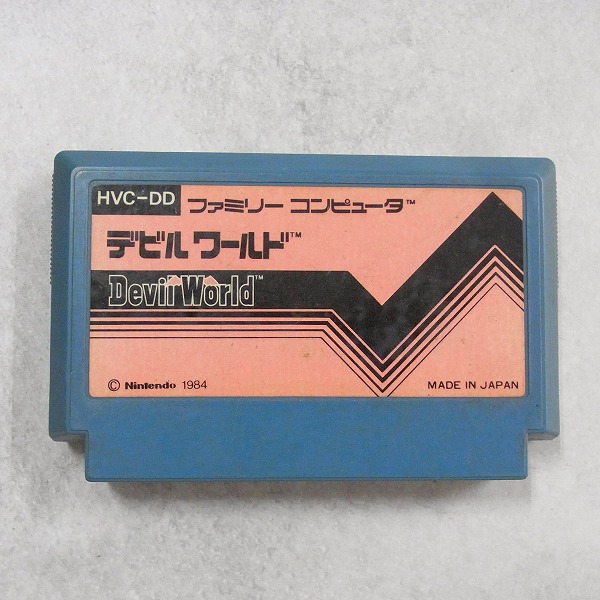 HVC-DD ファミリー コンピュータ™
デビル ワールド™
Devil World™
© Nintendo 1984
MADE IN JAPAN